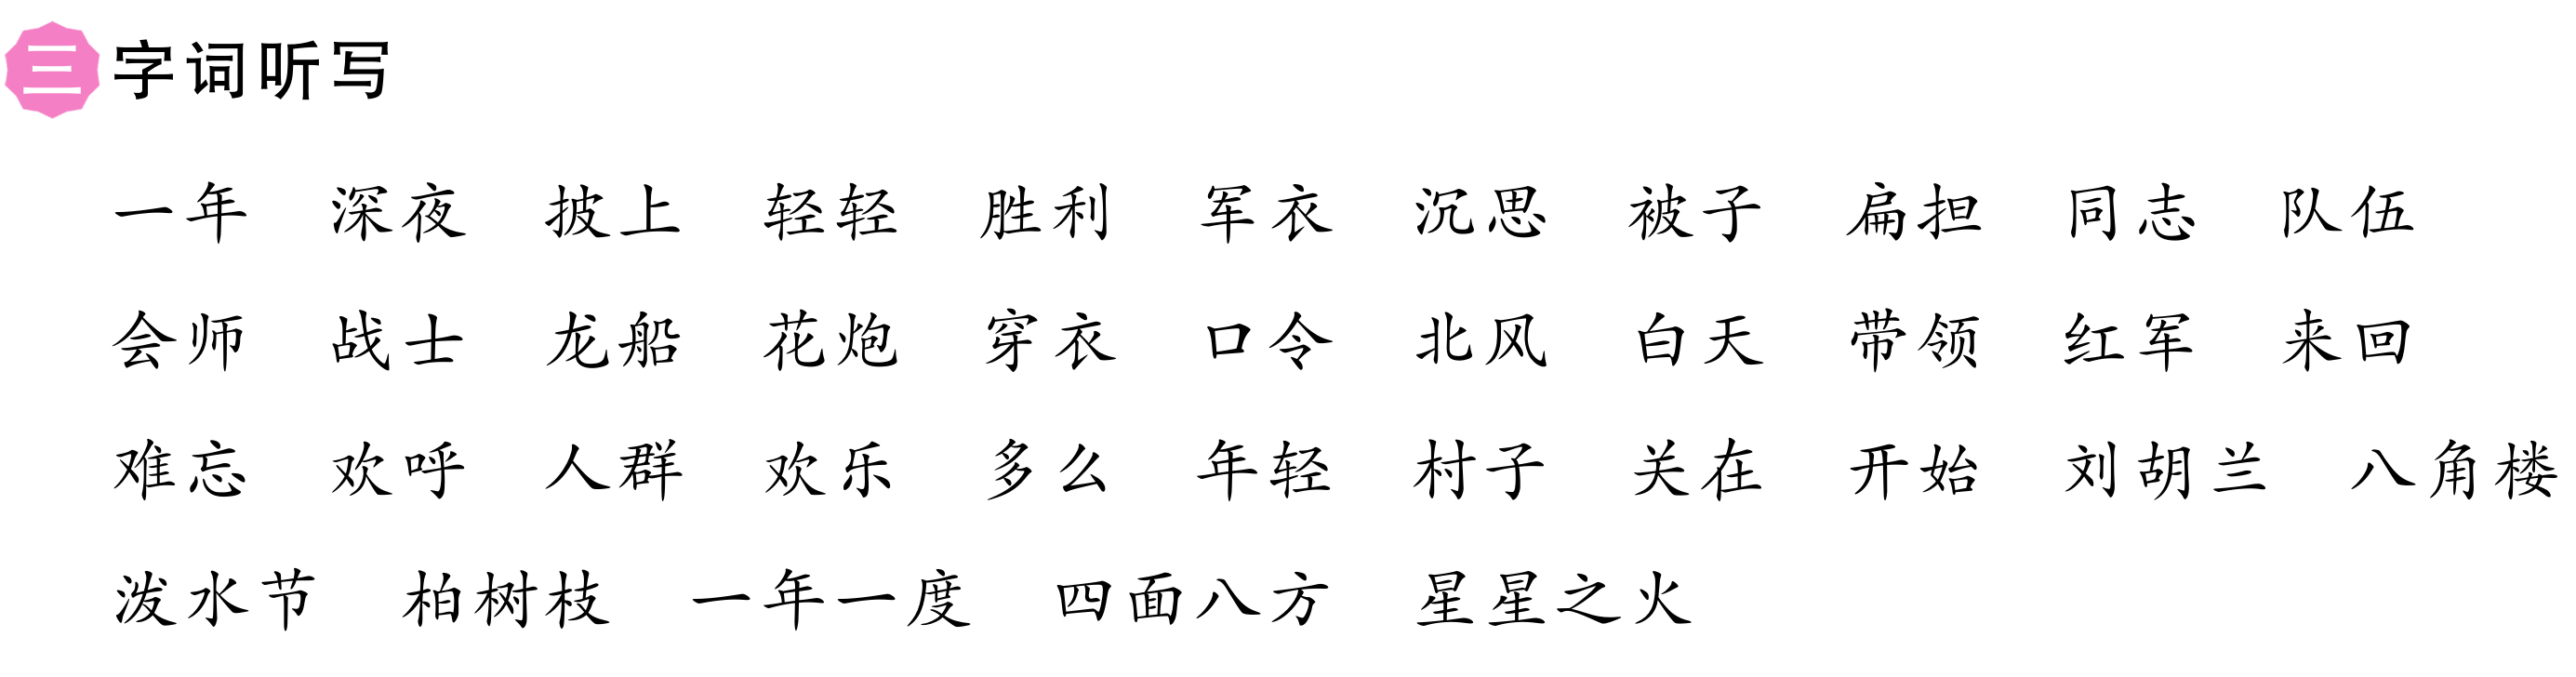 三 字词听写
一年 深夜 披上 轻轻 胜利 军衣 沉思 被子 扁担 同志 队伍
会师 战士 龙船 花炮 穿衣 口令 北风 白天 带领 红军 来回
难忘 欢呼 人群 欢乐 多么 年轻 村子 关在 开始 刘胡兰 八角楼
泼水节 柏树枝 一年一度 四面八方 星星之火